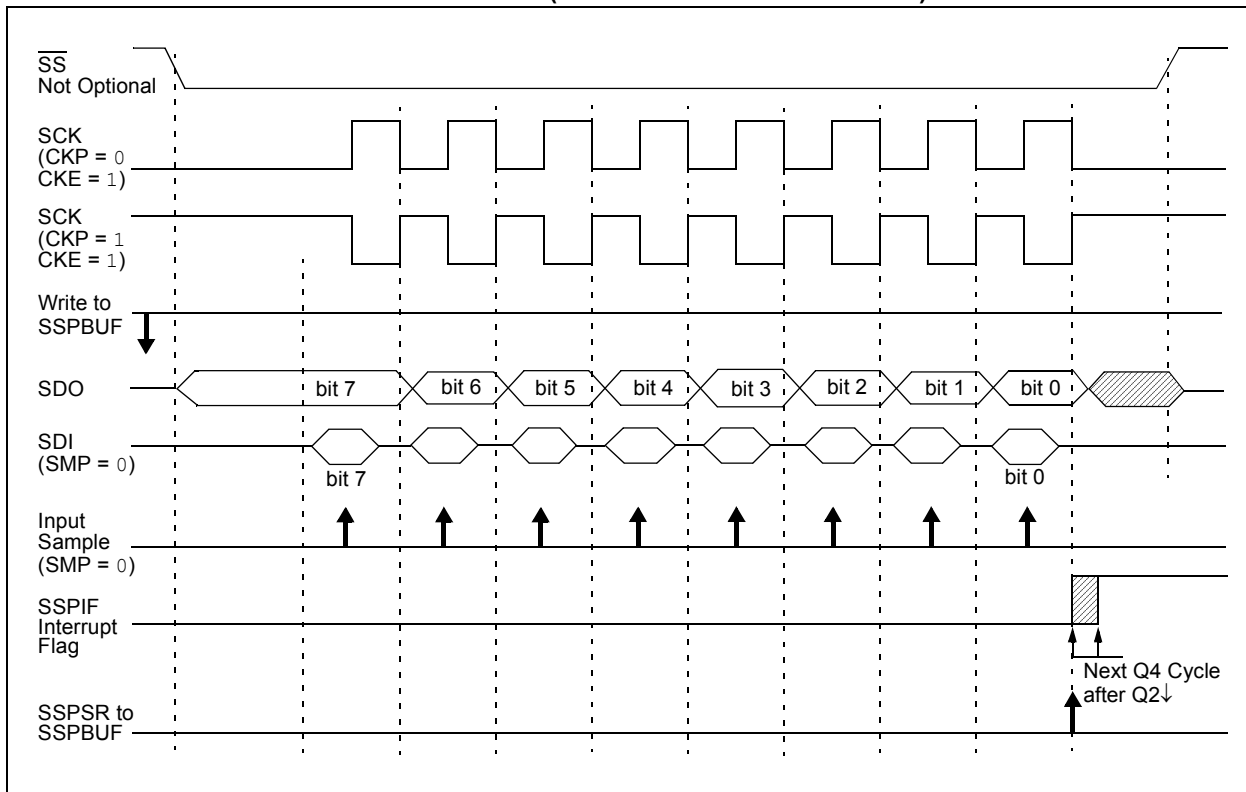 SS
Not Optional
SCK
(CKP = 0
CKE = 1)
SCK
(CKP = 1
CKE = 1)
Write to
SSPBUF
SDO
bit 7 bit 6 bit 5 bit 4 bit 3 bit 2 bit 1 bit 0
SDI
(SMP = 0)
bit 7 bit 0
Input
Sample
(SMP = 0)
SSPIF
Interrupt
Flag
Next Q4 Cycle
after Q2↓
SSPSR to
SSPBUF